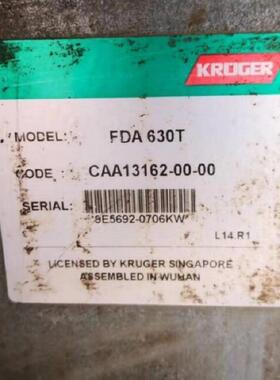 KRUGER
MODEL: FDA 630T
CODE : CAA13162-00-00
SERIAL:
*8E5692-0706KW*
L14.R1
LICENSED BY KRUGER SINGAPORE
ASSEMBLED IN WUHAN